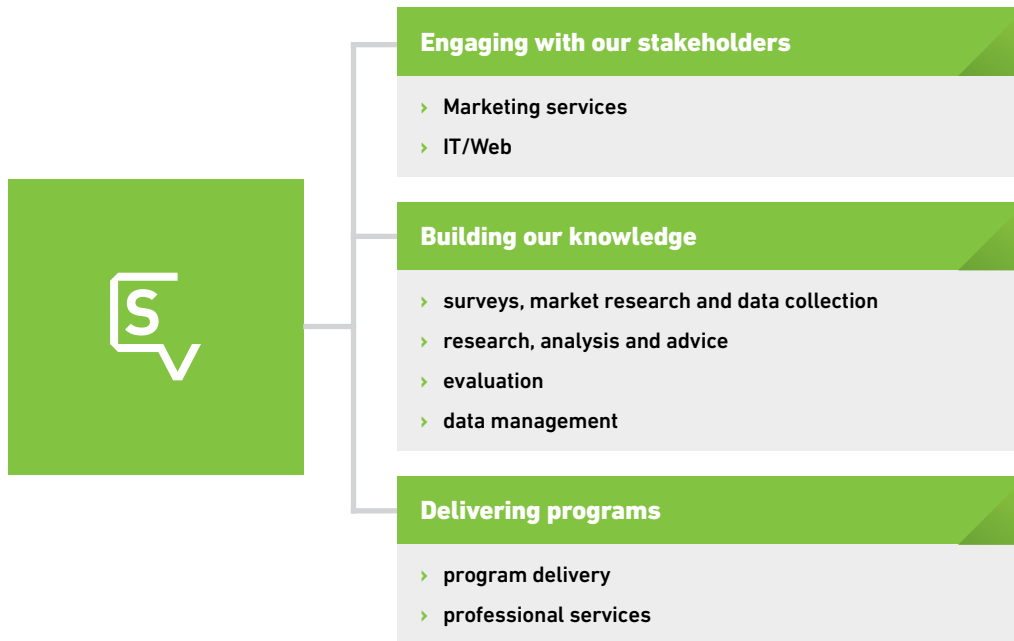 Engaging with our stakeholders
› Marketing services
› IT/Web
SV
Building our knowledge
› surveys, market research and data collection
› research, analysis and advice
› evaluation
› data management
Delivering programs
› program delivery
› professional services